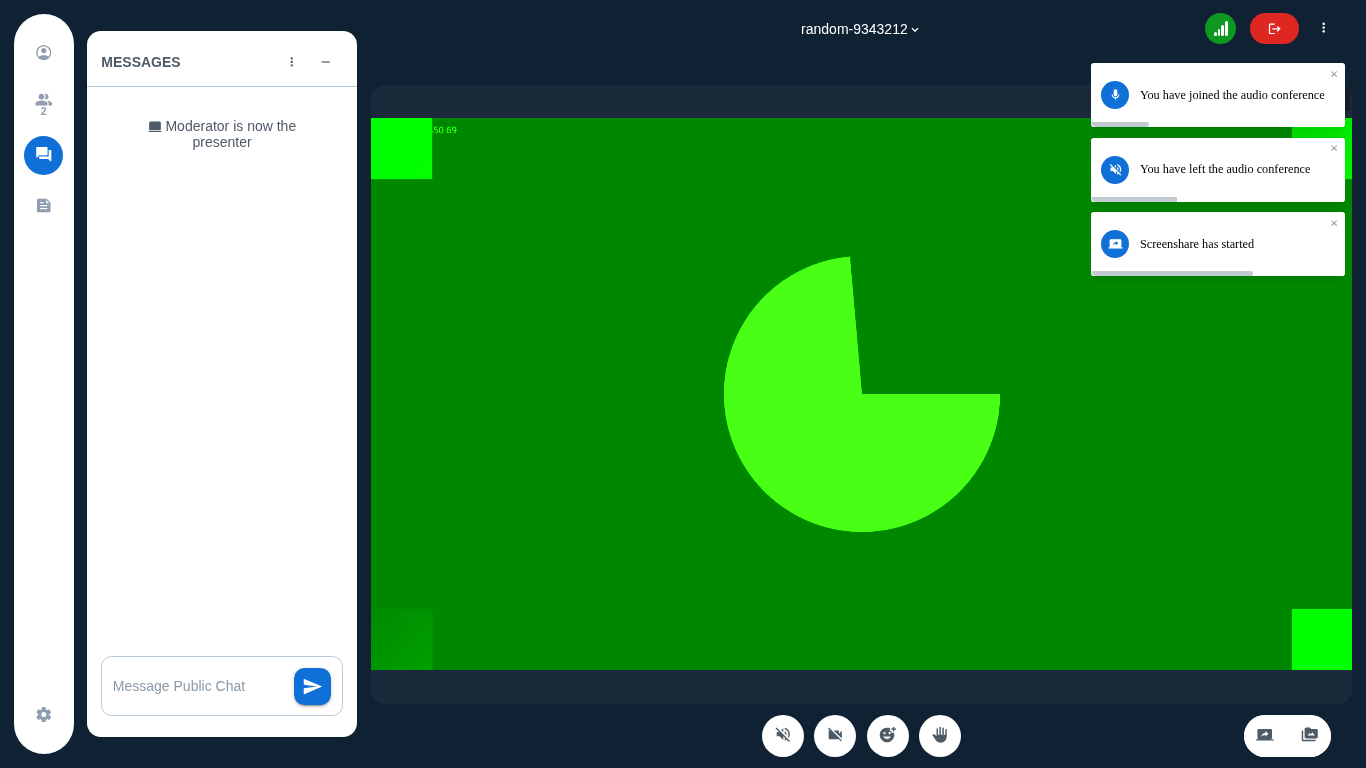 random-9343212
MESSAGES
2
Moderator is now the
presenter
Message Public Chat
You have joined the audio conference
You have left the audio conference
Screenshare has started